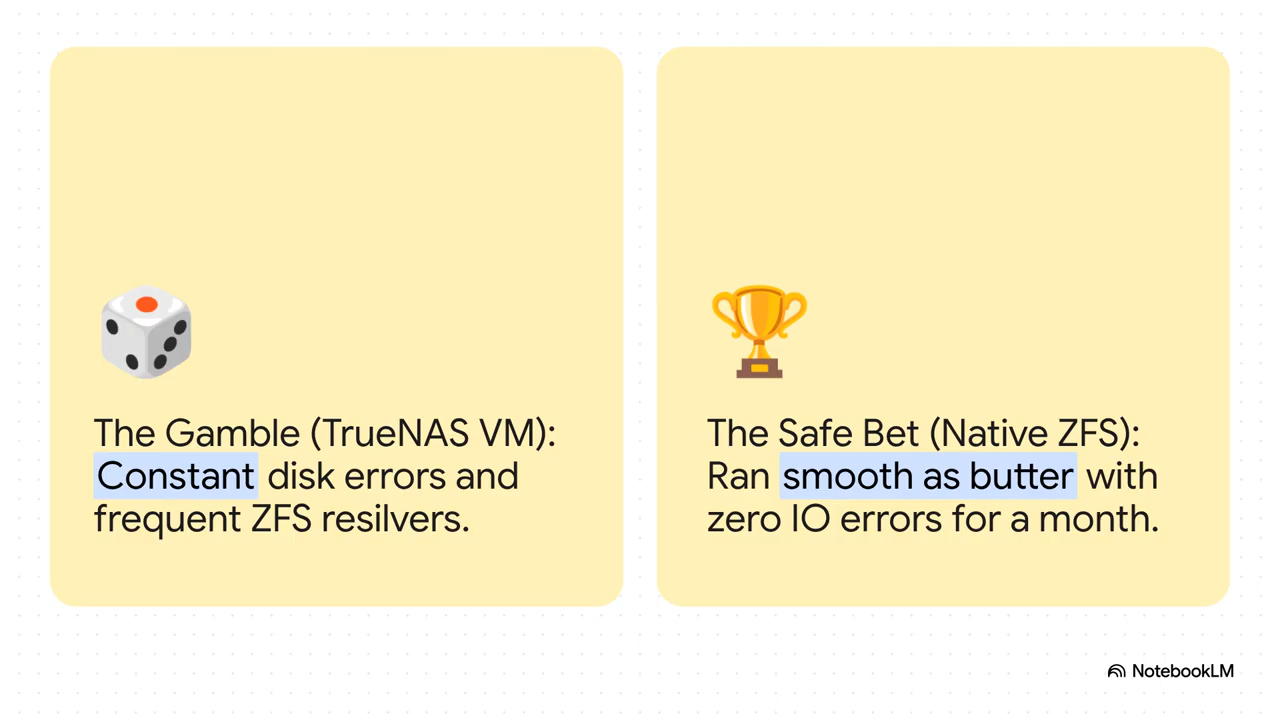 The Gamble (TrueNAS VM):
Constant disk errors and
frequent ZFS resilvers.
The Safe Bet (Native ZFS):
Ran smooth as butter with
zero IO errors for a month.
NotebookLM